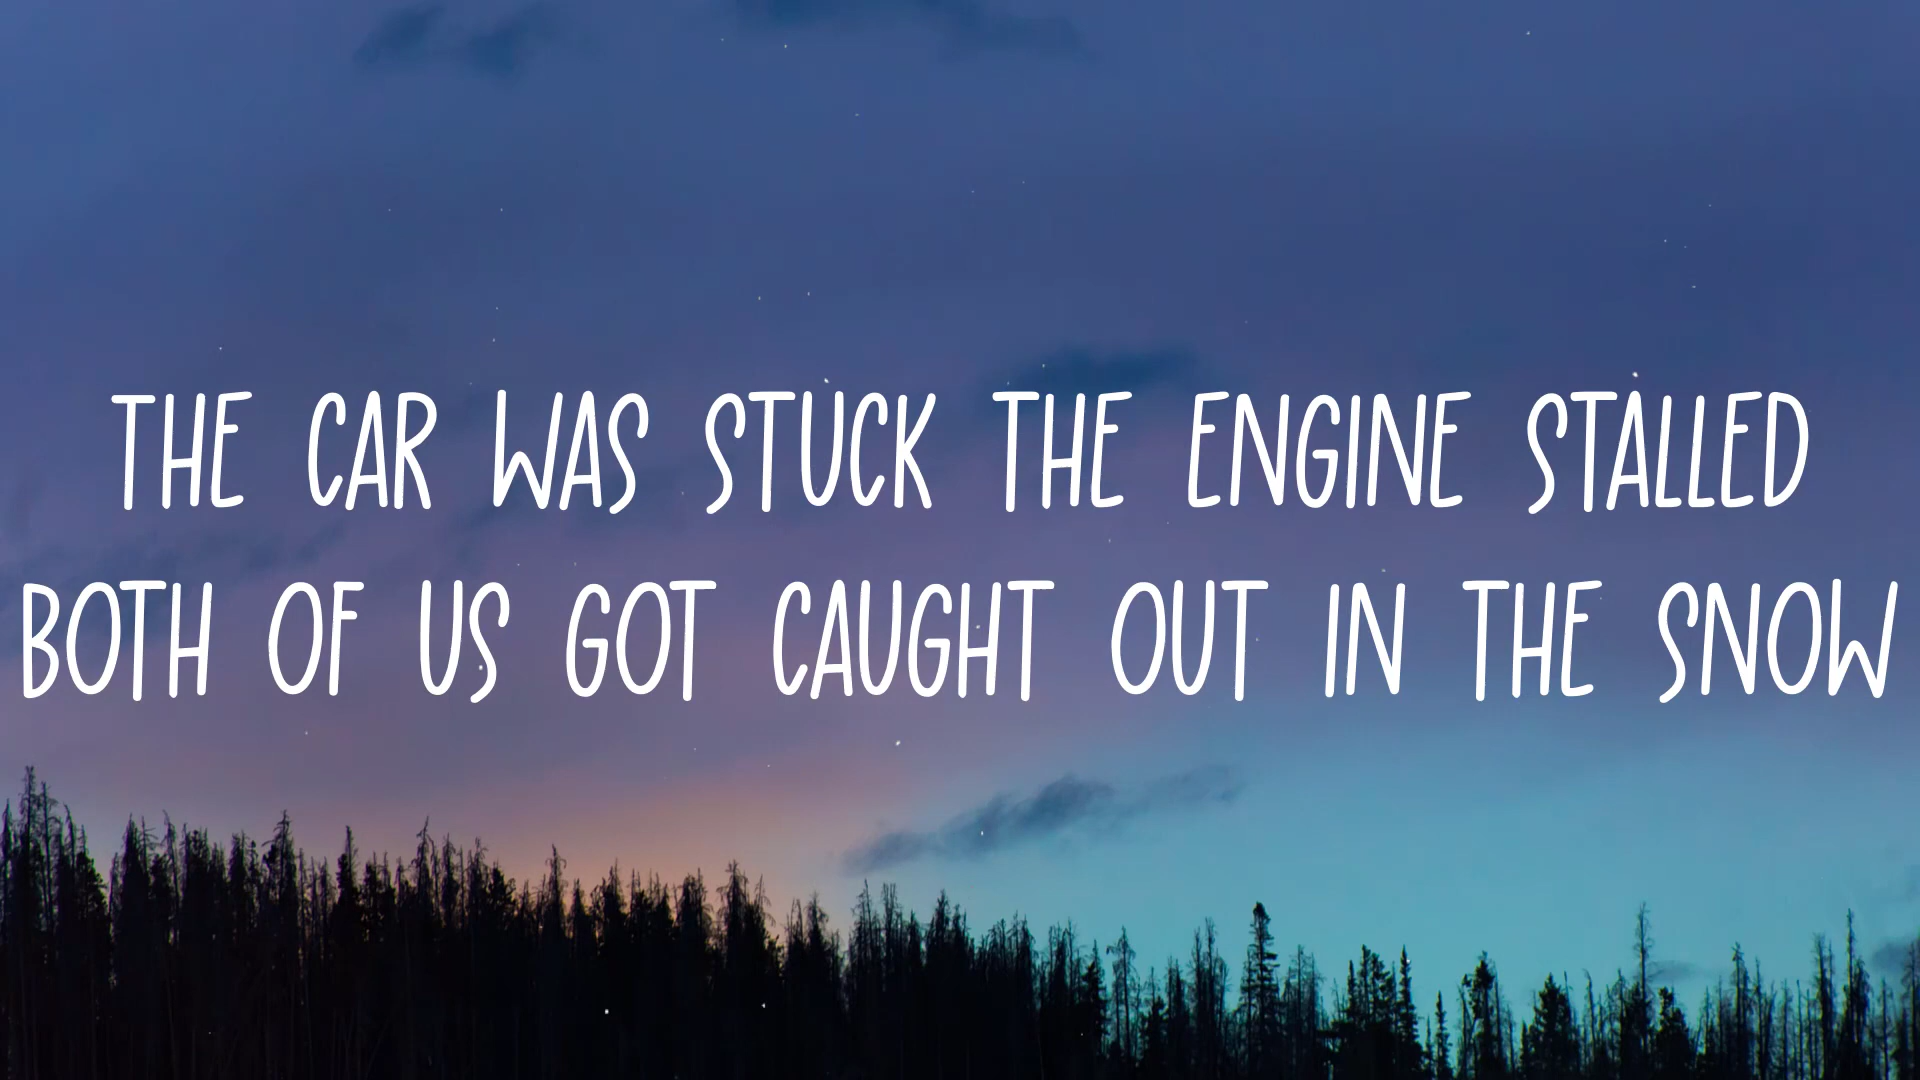 THE CAR WAS STUCK THE ENGINE STALLED
BOTH OF US GOT CAUGHT OUT IN THE SNOW